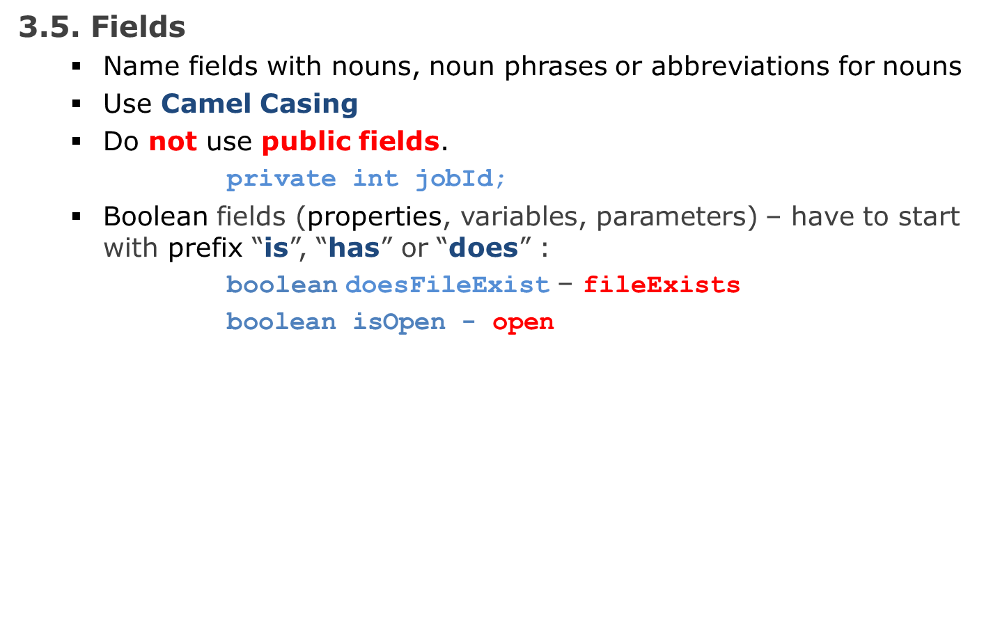 3.5. Fields
▪ Name fields with nouns, noun phrases or abbreviations for nouns
▪ Use Camel Casing
▪ Do not use public fields.
private int jobId;
▪ Boolean fields (properties, variables, parameters) – have to start
with prefix “is”, “has” or “does” :
boolean doesFileExist – fileExists
boolean isOpen - open